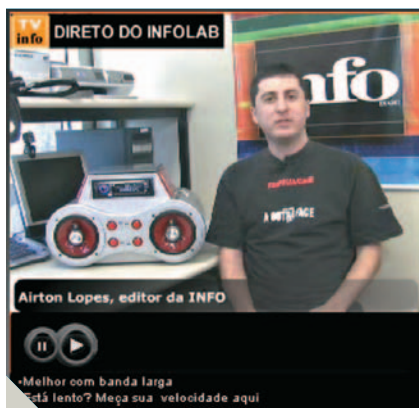 TV
info
DIRETO DO INFOLAB
info
Airton Lopes, editor da INFO
•Melhor com banda larga
Está lento? Meça sua velocidade aqui